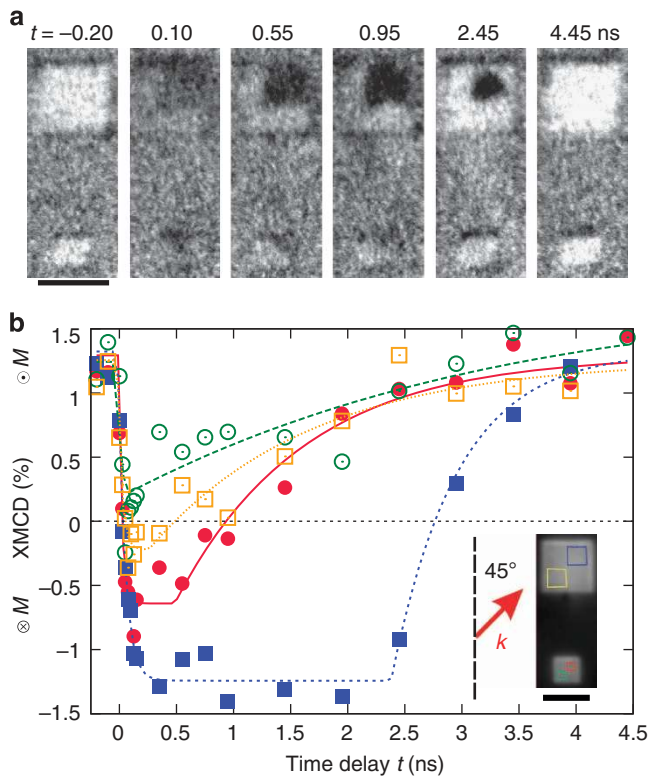 a
t = −0.20 0.10 0.55 0.95 2.45 4.45 ns
b
1.5
1
0.5
0
−0.5
−1
−1.5
⊙ M
XMCD (%)
⊗ M
45°
k
0 0.5 1 1.5 2 2.5 3 3.5 4 4.5
Time delay t (ns)